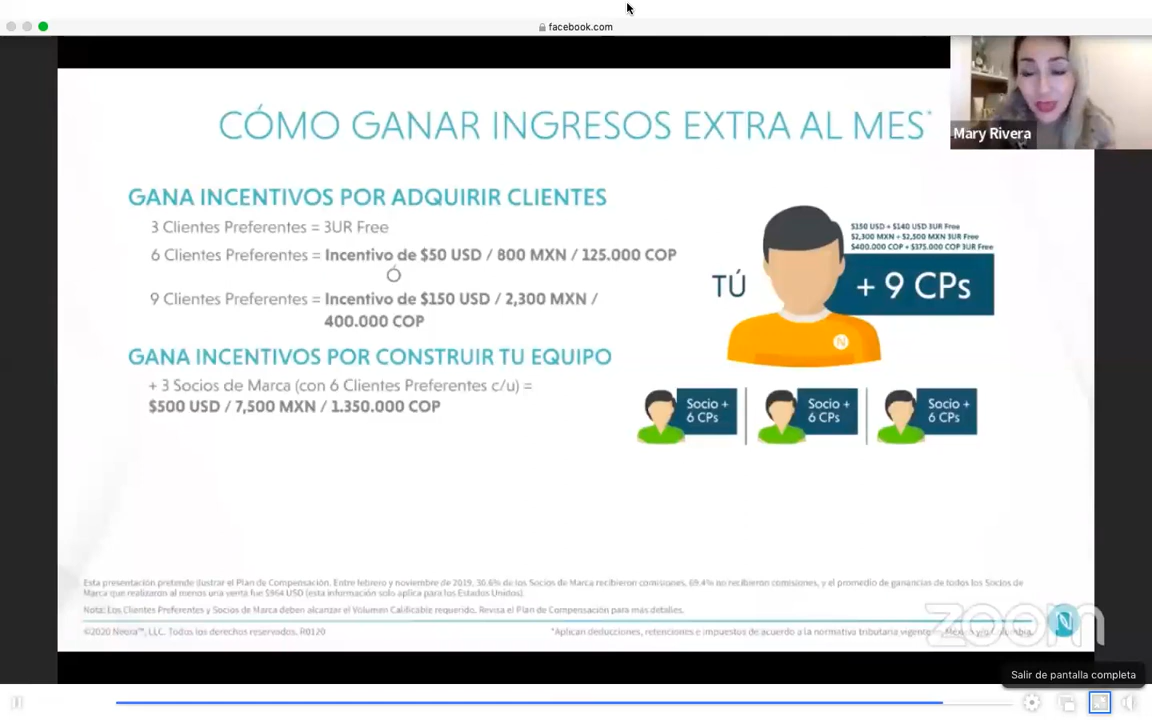 facebook.com
Mary Rivera
CÓMO GANAR INGRESOS EXTRA AL MES*
GANA INCENTIVOS POR ADQUIRIR CLIENTES
3 Clientes Preferentes = 3UR Free
6 Clientes Preferentes = Incentivo de $50 USD / 800 MXN / 125.000 COP
Ó
9 Clientes Preferentes = Incentivo de $150 USD / 2,300 MXN /
400.000 COP
GANA INCENTIVOS POR CONSTRUIR TU EQUIPO
+ 3 Socios de Marca (con 6 Clientes Preferentes c/u) =
$500 USD / 7,500 MXN / 1.350.000 COP
$150 USD + $140 USD 3UR Free
$2,300 MXN + $2,500 MXN 3UR Free
$400.000 COP + $375.000 COP 3UR Free
TÚ
+ 9 CPs
N
Socio +
6 CPs
Socio +
6 CPs
Socio +
6 CPs
Esta presentación pretende ilustrar el Plan de Compensación. Entre febrero y noviembre de 2019, 30.6% de los Socios de Marca recibieron comisiones, 69.4% no recibieron comisiones, y el promedio de ganancias de todos los Socios de
Marca que realizaron al menos una venta fue $964 USD (esta información solo aplica para los Estados Unidos).
Nota: Los Clientes Preferentes y Socios de Marca deben alcanzar el Volumen Calificable requerido. Revisa el Plan de Compensación para más detalles.
©2020 Neora™, LLC. Todos los derechos reservados. R0120
*Aplican deducciones, retenciones e impuestos de acuerdo a la normativa tributaria vigente en México y/o Colombia.
zoom
N
Salir de pantalla completa